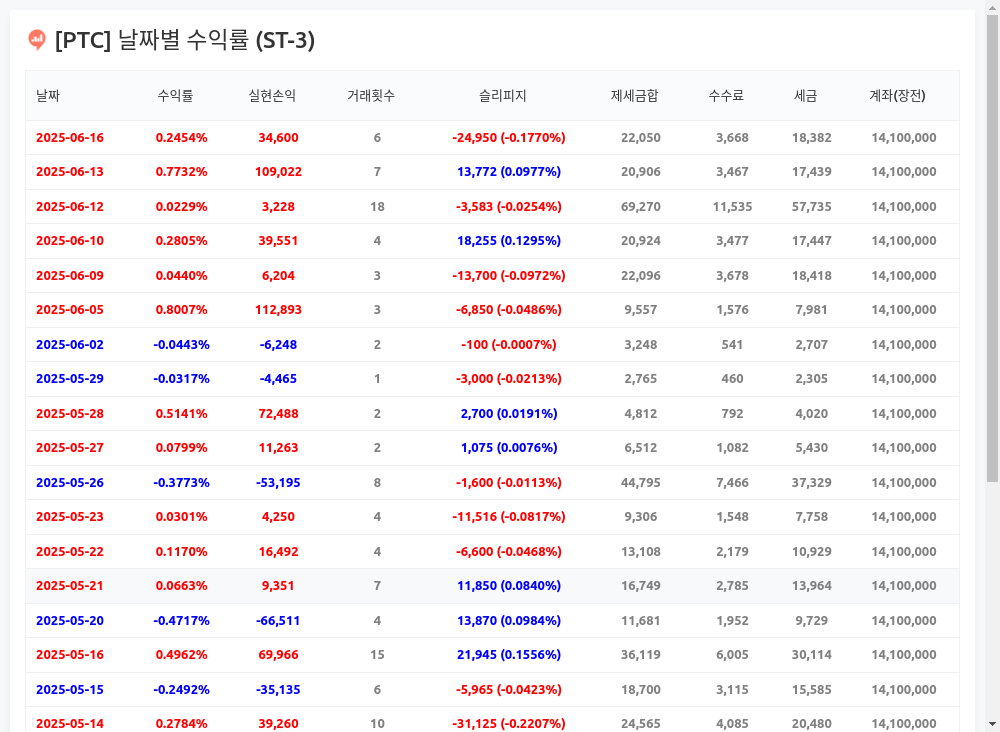 [PTC] 날짜별 수익률 (ST-3)
날짜 수익률 실현손익 거래횟수 슬리피지 제세금합 수수료 세금 계좌(장전)
2025-06-16 0.2454% 34,600 6 -24,950 (-0.1770%) 22,050 3,668 18,382 14,100,000
2025-06-13 0.7732% 109,022 7 13,772 (0.0977%) 20,906 3,467 17,439 14,100,000
2025-06-12 0.0229% 3,228 18 -3,583 (-0.0254%) 69,270 11,535 57,735 14,100,000
2025-06-10 0.2805% 39,551 4 18,255 (0.1295%) 20,924 3,477 17,447 14,100,000
2025-06-09 0.0440% 6,204 3 -13,700 (-0.0972%) 22,096 3,678 18,418 14,100,000
2025-06-05 0.8007% 112,893 3 -6,850 (-0.0486%) 9,557 1,576 7,981 14,100,000
2025-06-02 -0.0443% -6,248 2 -100 (-0.0007%) 3,248 541 2,707 14,100,000
2025-05-29 -0.0317% -4,465 1 -3,000 (-0.0213%) 2,765 460 2,305 14,100,000
2025-05-28 0.5141% 72,488 2 2,700 (0.0191%) 4,812 792 4,020 14,100,000
2025-05-27 0.0799% 11,263 2 1,075 (0.0076%) 6,512 1,082 5,430 14,100,000
2025-05-26 -0.3773% -53,195 8 -1,600 (-0.0113%) 44,795 7,466 37,329 14,100,000
2025-05-23 0.0301% 4,250 4 -11,516 (-0.0817%) 9,306 1,548 7,758 14,100,000
2025-05-22 0.1170% 16,492 4 -6,600 (-0.0468%) 13,108 2,179 10,929 14,100,000
2025-05-21 0.0663% 9,351 7 11,850 (0.0840%) 16,749 2,785 13,964 14,100,000
2025-05-20 -0.4717% -66,511 4 13,870 (0.0984%) 11,681 1,952 9,729 14,100,000
2025-05-16 0.4962% 69,966 15 21,945 (0.1556%) 36,119 6,005 30,114 14,100,000
2025-05-15 -0.2492% -35,135 6 -5,965 (-0.0423%) 18,700 3,115 15,585 14,100,000
2025-05-14 0.2784% 39,260 10 -31,125 (-0.2207%) 24,565 4,085 20,480 14,100,000